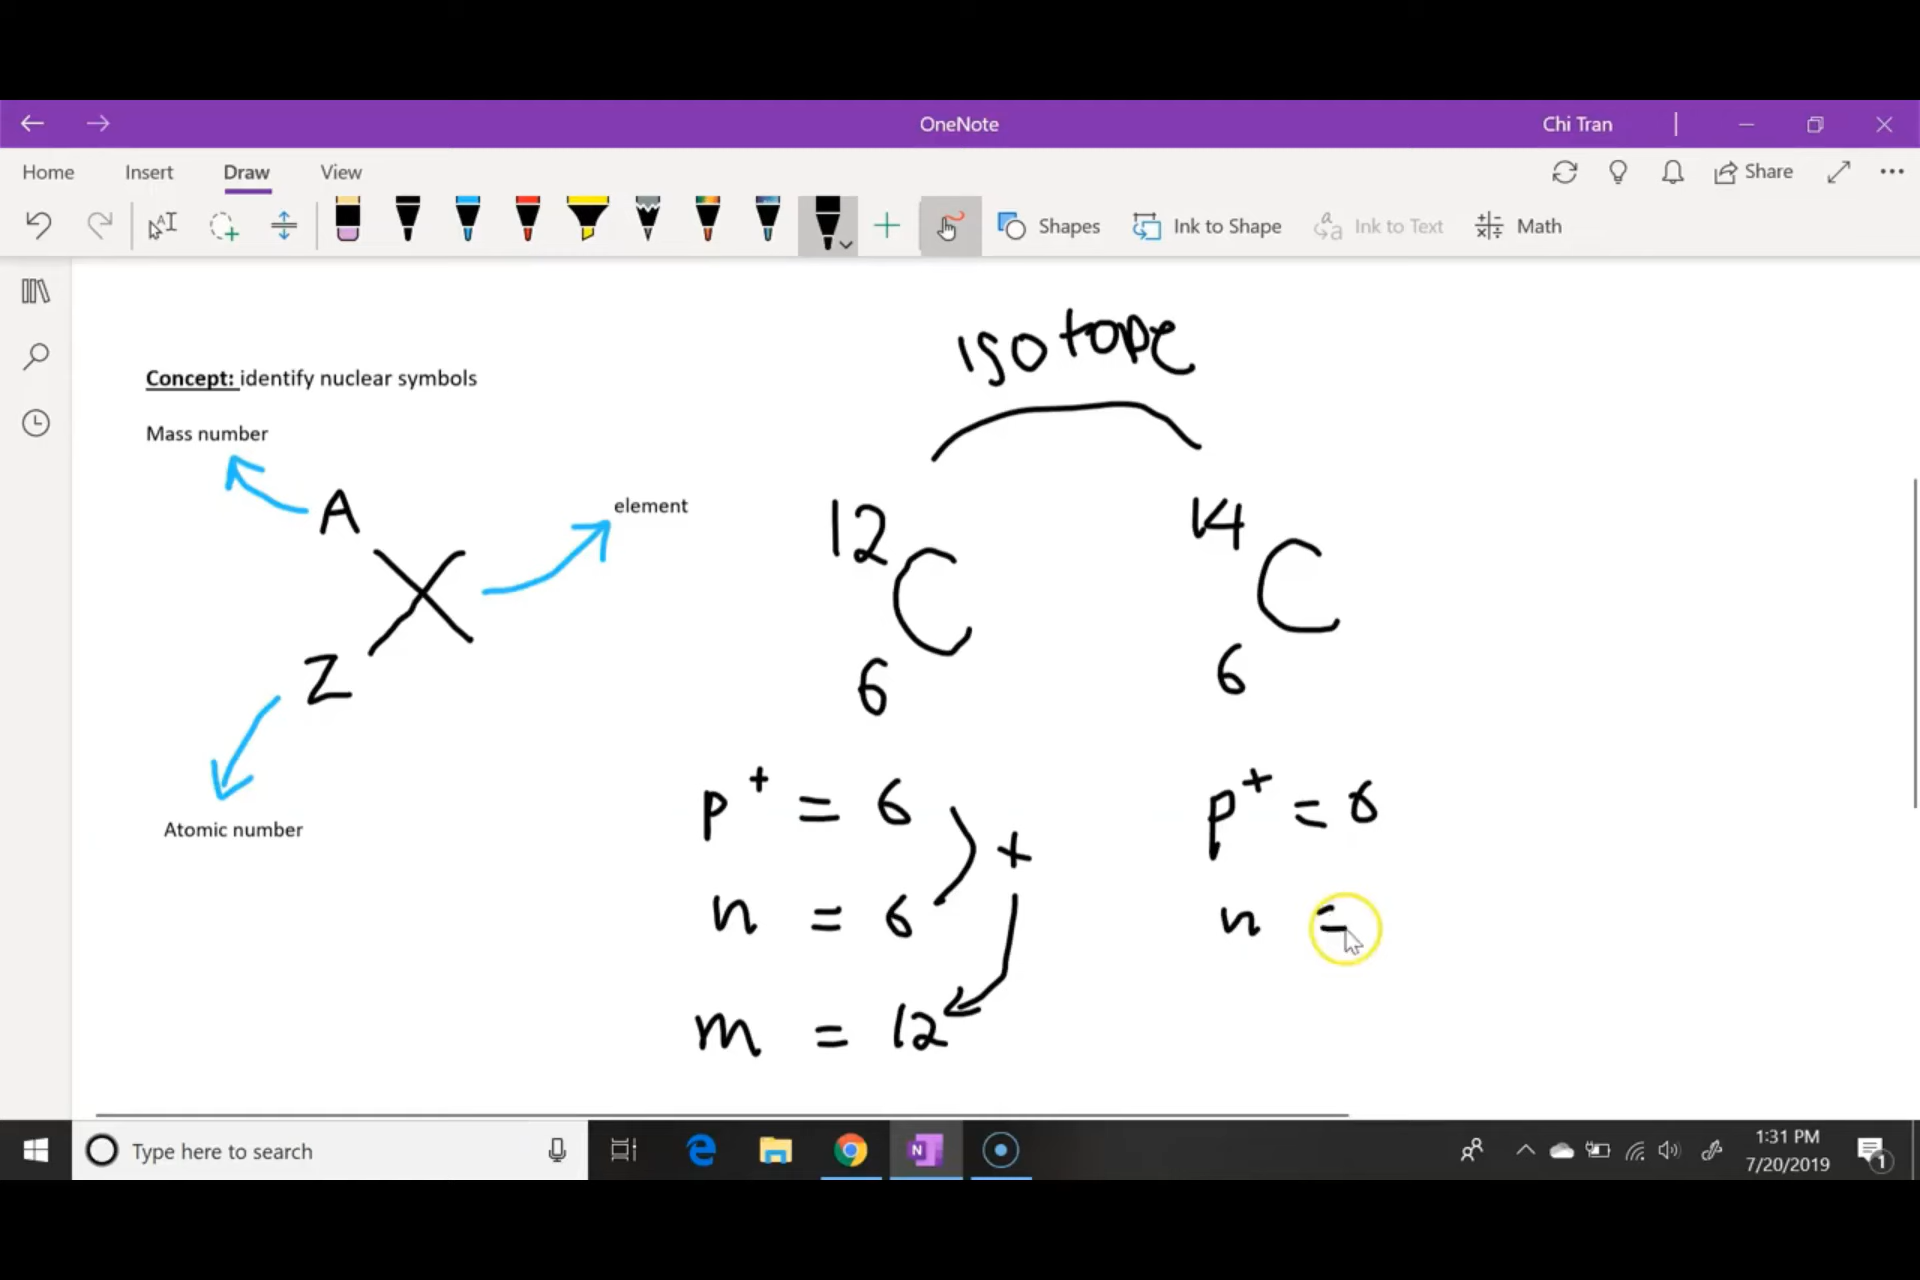 OneNote
Chi Tran
Home Insert Draw View
Share
Shapes Ink to Shape Ink to Text Math
isotope
Concept: identify nuclear symbols
Mass number
A
element
X
Z
Atomic number
12 C 6
14 C 6
p+ = 6
n = 6
+
m = 12
p+ = 6
n =
Type here to search
1:31 PM
7/20/2019
1